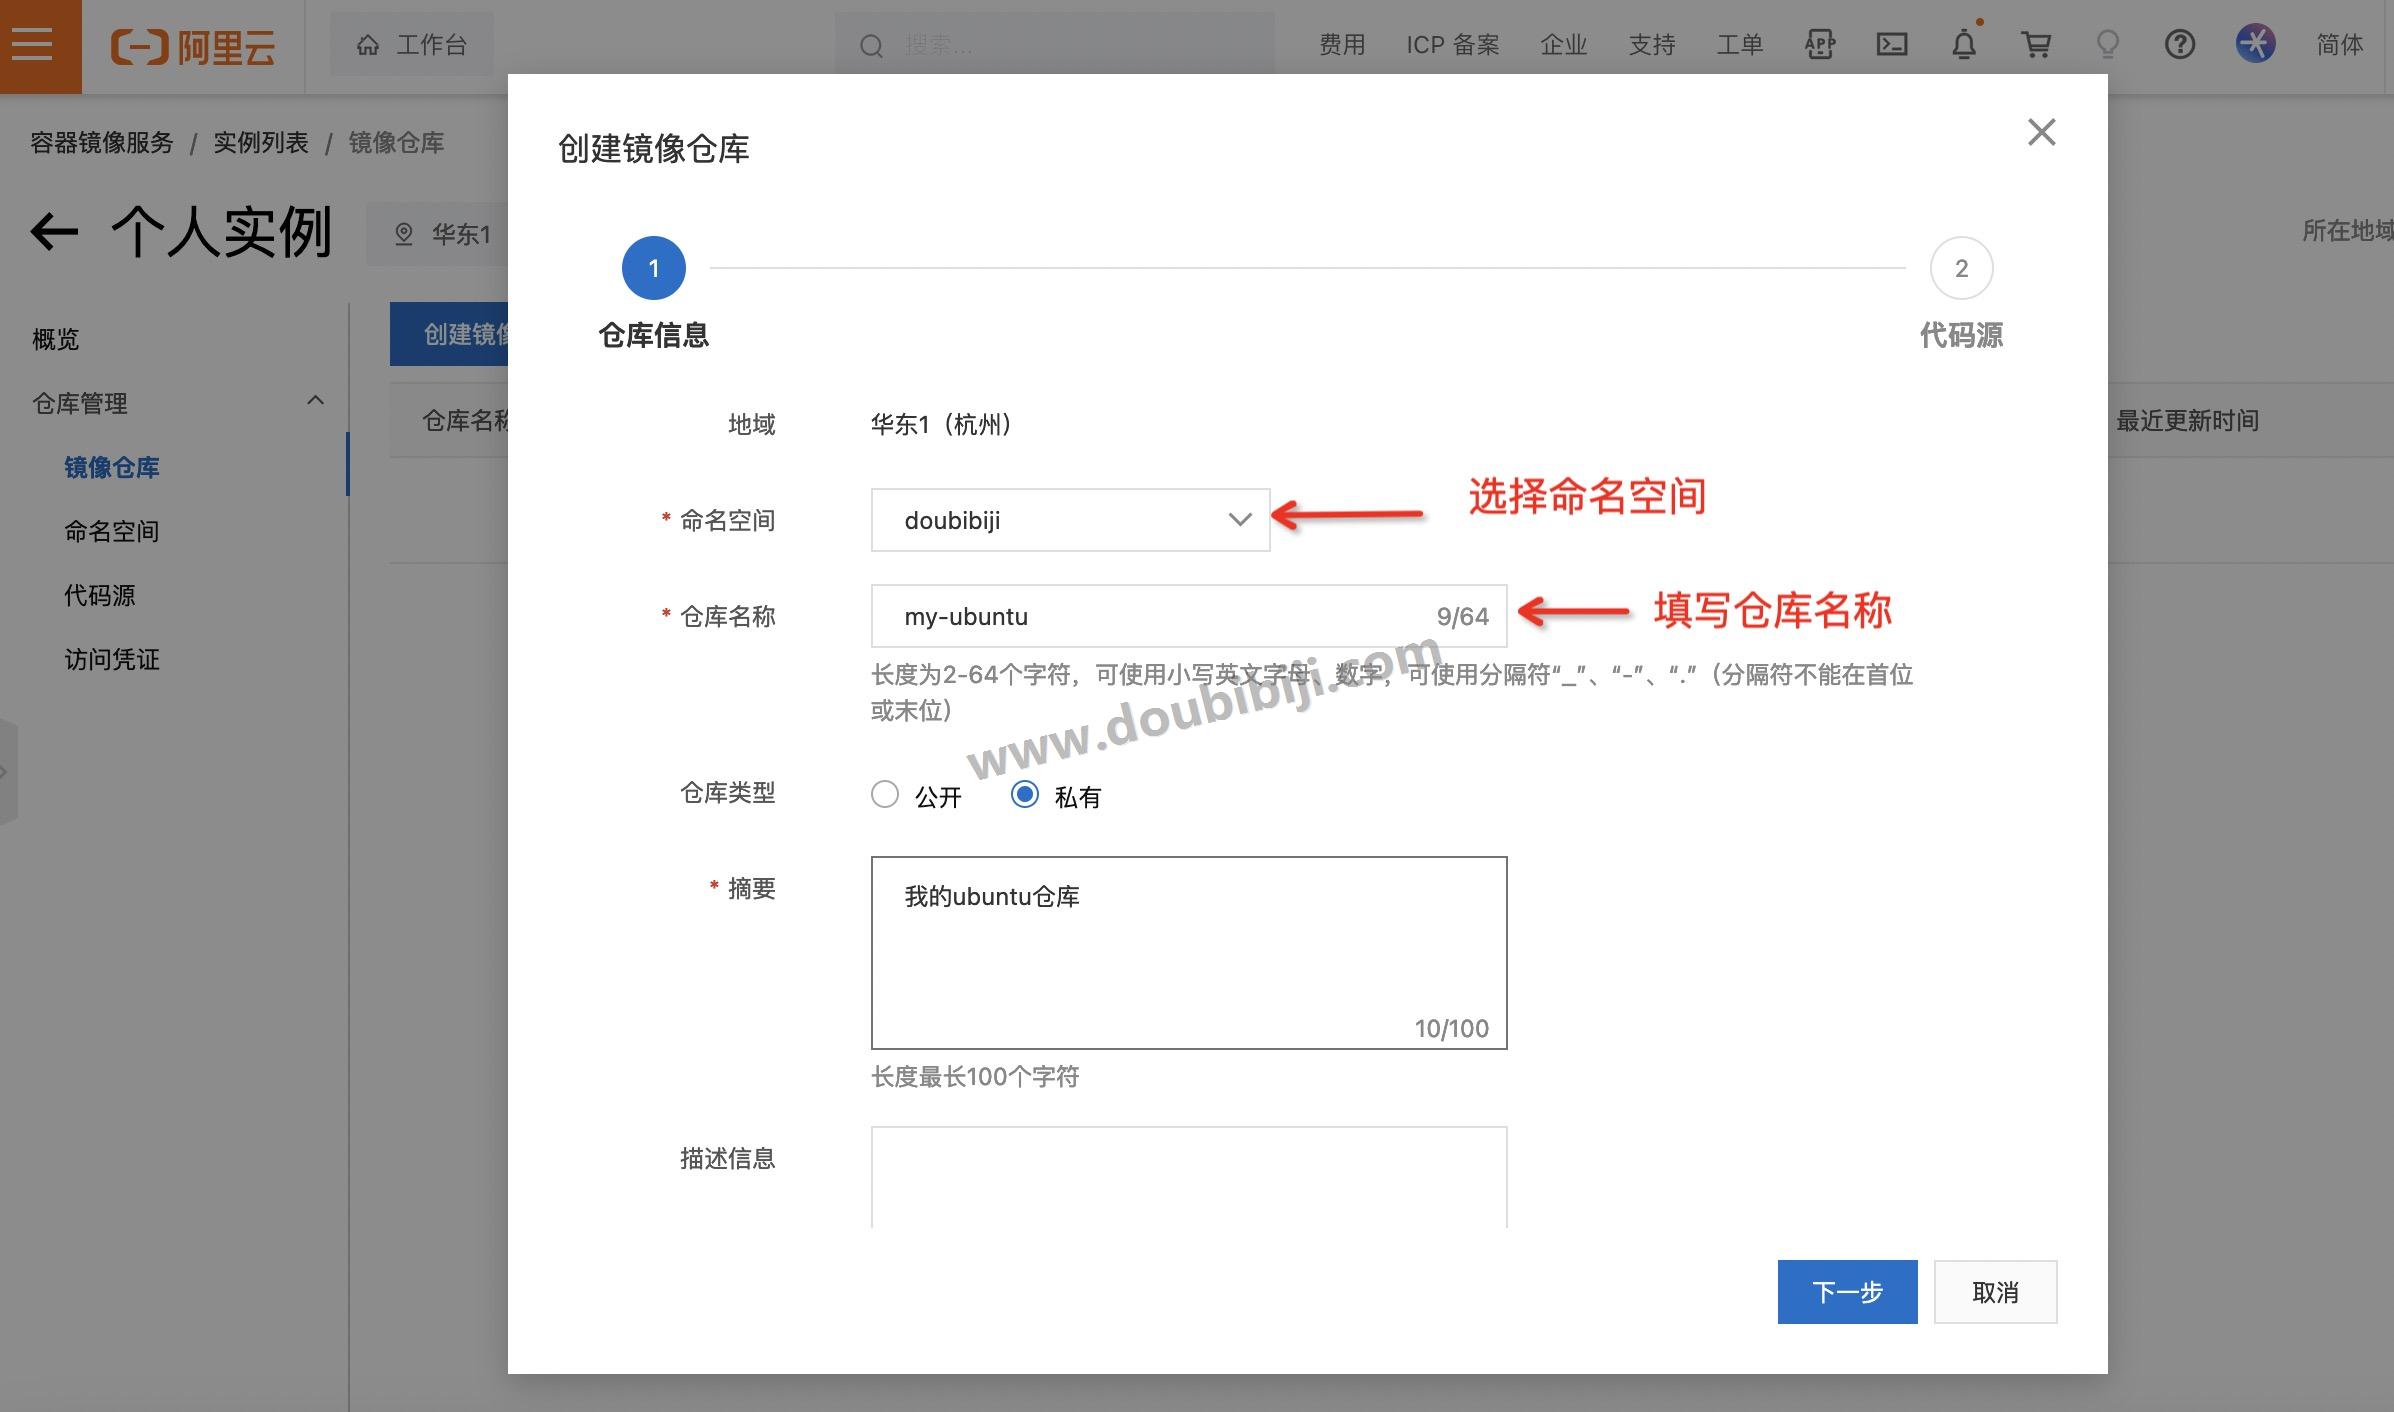 阿里云
工作台
搜索...
费用
ICP 备案
企业
支持
工单
APP
简体
容器镜像服务 / 实例列表 / 镜像仓库
个人实例
华东1
所在地域
概览
仓库管理
镜像仓库
命名空间
代码源
访问凭证
创建镜像
仓库名称
最近更新时间
创建镜像仓库
1
2
仓库信息
代码源
地域
华东1（杭州）
* 命名空间
doubibiji
选择命名空间
* 仓库名称
my-ubuntu
9/64
填写仓库名称
长度为2-64个字符，可使用小写英文字母、数字，可使用分隔符“_”、“-”、“.”（分隔符不能在首位
或末位）
www.doubibiji.com
仓库类型
公开
私有
* 摘要
我的ubuntu仓库
10/100
长度最长100个字符
描述信息
下一步
取消